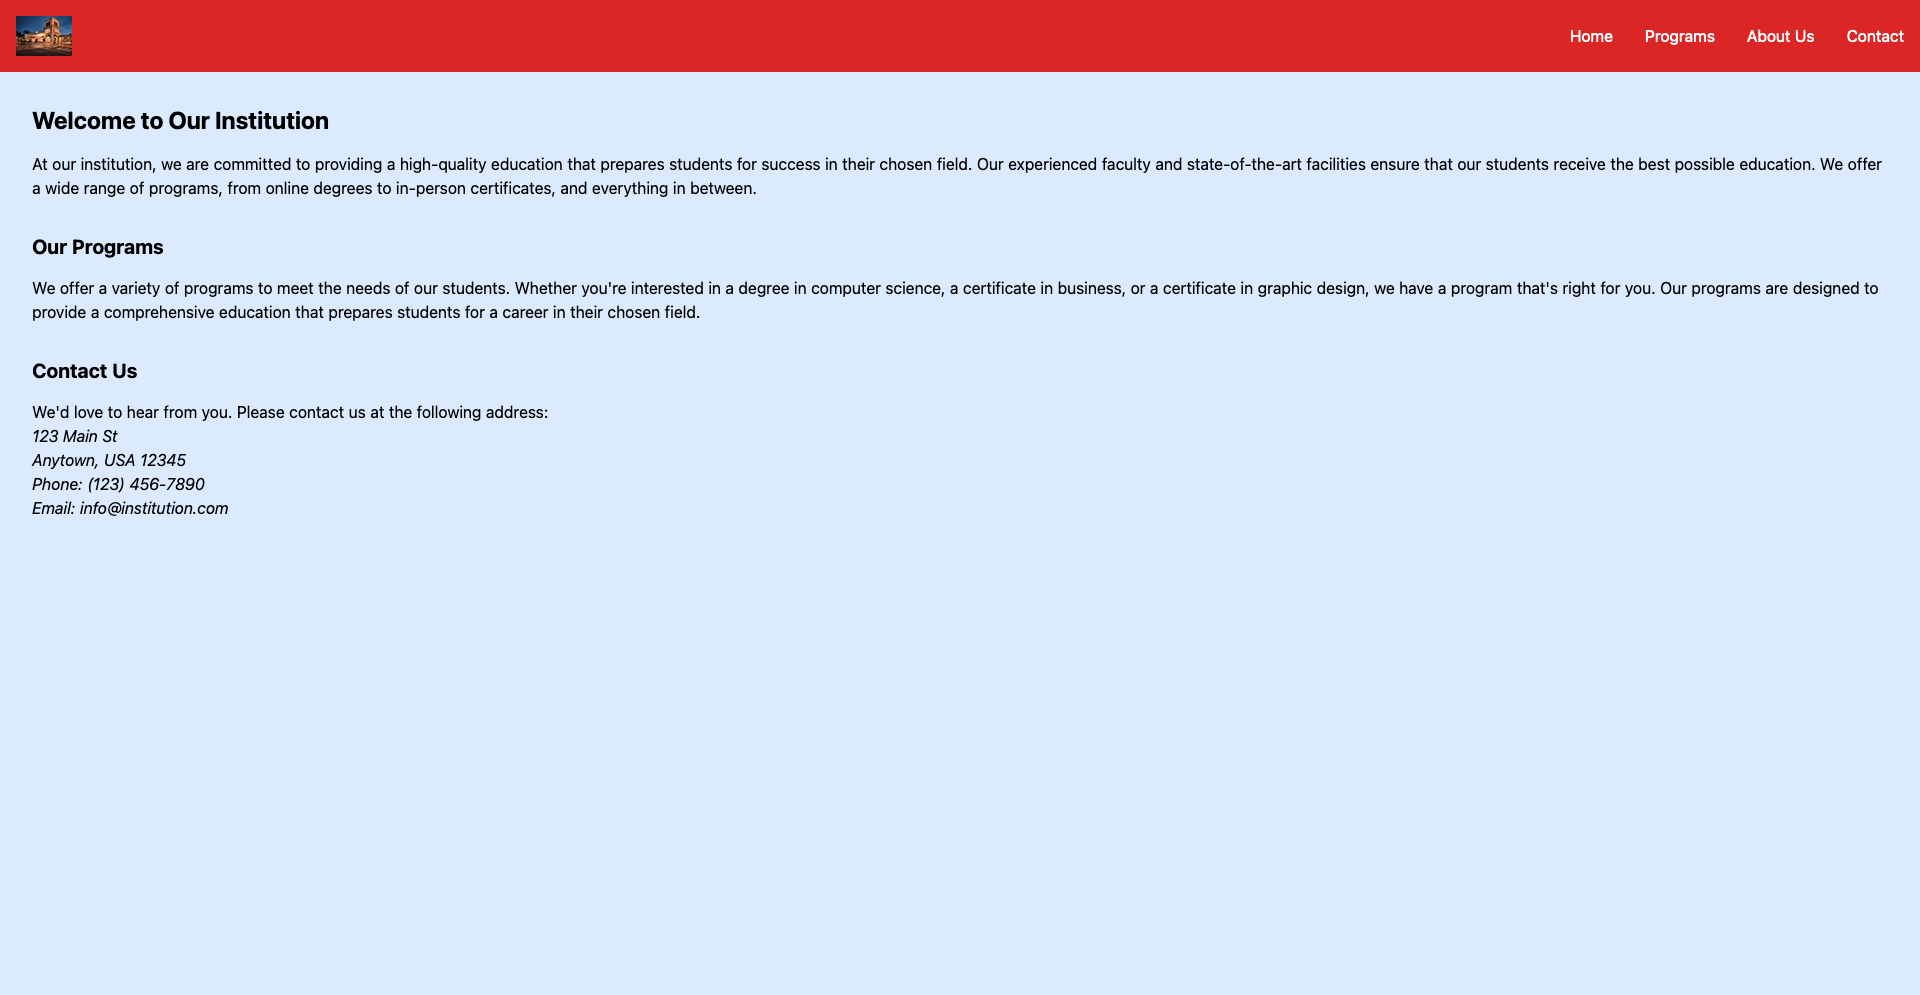 Home Programs About Us Contact
Welcome to Our Institution
At our institution, we are committed to providing a high-quality education that prepares students for success in their chosen field. Our experienced faculty and state-of-the-art facilities ensure that our students receive the best possible education. We offer
a wide range of programs, from online degrees to in-person certificates, and everything in between.
Our Programs
We offer a variety of programs to meet the needs of our students. Whether you're interested in a degree in computer science, a certificate in business, or a certificate in graphic design, we have a program that's right for you. Our programs are designed to
provide a comprehensive education that prepares students for a career in their chosen field.
Contact Us
We'd love to hear from you. Please contact us at the following address:
123 Main St
Anytown, USA 12345
Phone: (123) 456-7890
Email: info@institution.com